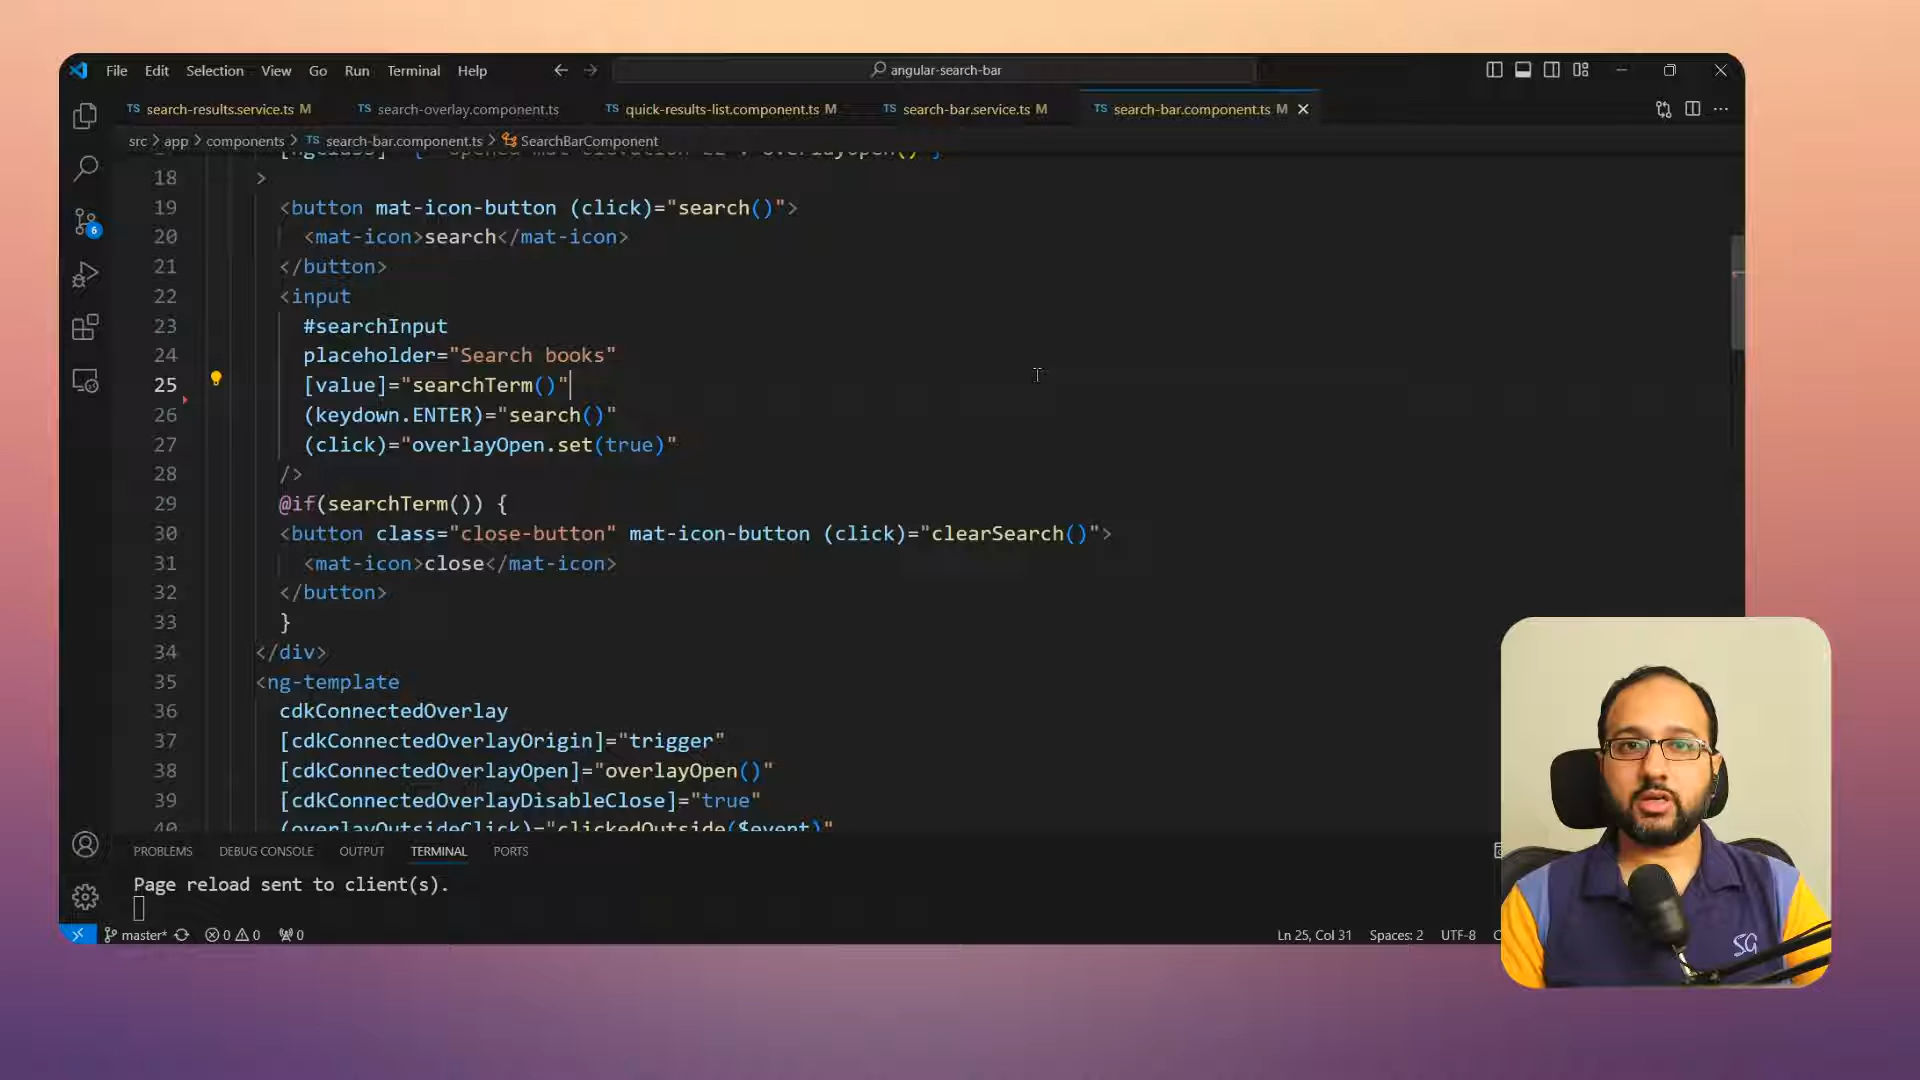 File Edit Selection View Go Run Terminal Help
angular-search-bar
TS search-results.service.ts M
TS search-overlay.component.ts
TS quick-results-list.component.ts M
TS search-bar.service.ts M
TS search-bar.component.ts M
src > app > components > TS search-bar.component.ts > SearchBarComponent
18 >
19 <button mat-icon-button (click)="search()">
20 <mat-icon>search</mat-icon>
21 </button>
22 <input
23 #searchInput
24 placeholder="Search books"
25 [value]="searchTerm()"
26 (keydown.ENTER)="search()"
27 (click)="overlayOpen.set(true)"
28 />
29 @if(searchTerm()) {
30 <button class="close-button" mat-icon-button (click)="clearSearch()">
31 <mat-icon>close</mat-icon>
32 </button>
33 }
34 </div>
35 <ng-template
36 cdkConnectedOverlay
37 [cdkConnectedOverlayOrigin]="trigger"
38 [cdkConnectedOverlayOpen]="overlayOpen()"
39 [cdkConnectedOverlayDisableClose]="true"
40 (overlayOutsideClick)="clickedOutside($event)"
6
PROBLEMS DEBUG CONSOLE OUTPUT TERMINAL PORTS
Page reload sent to client(s).
master* 0 0 0
Ln 25, Col 31 Spaces: 2 UTF-8
SG